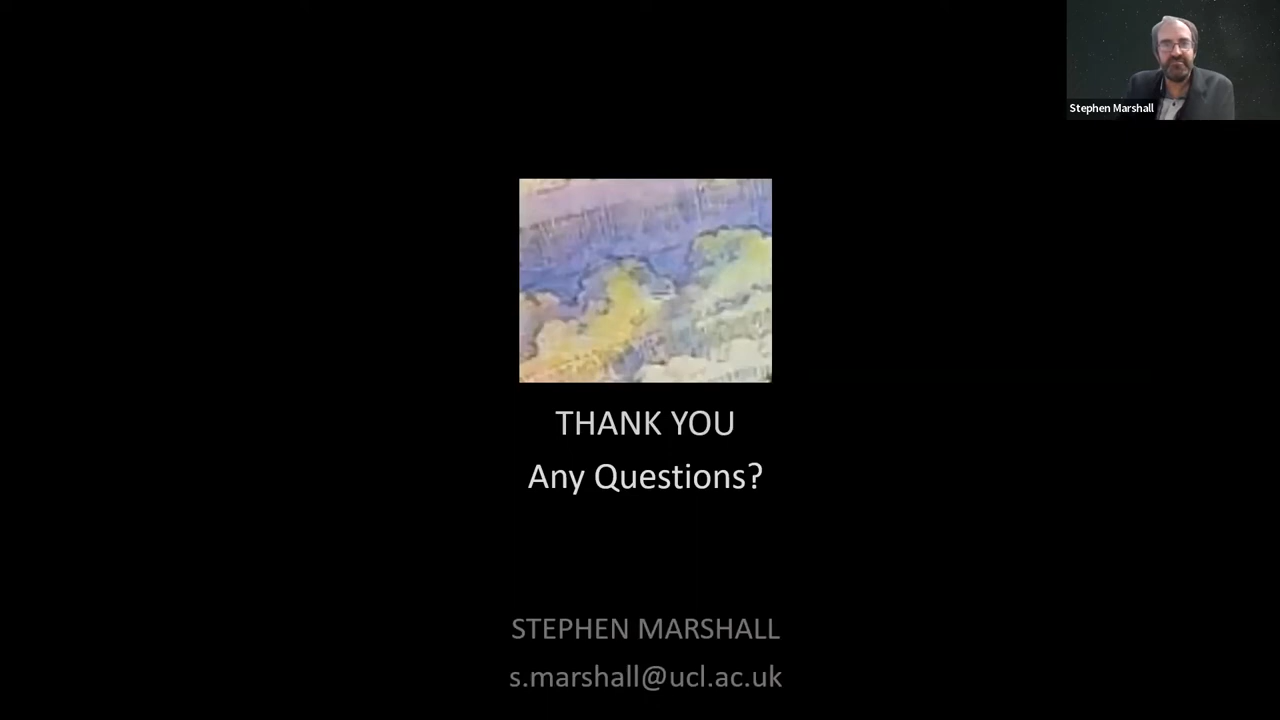 Stephen Marshall
THANK YOU
Any Questions?
STEPHEN MARSHALL
s.marshall@ucl.ac.uk